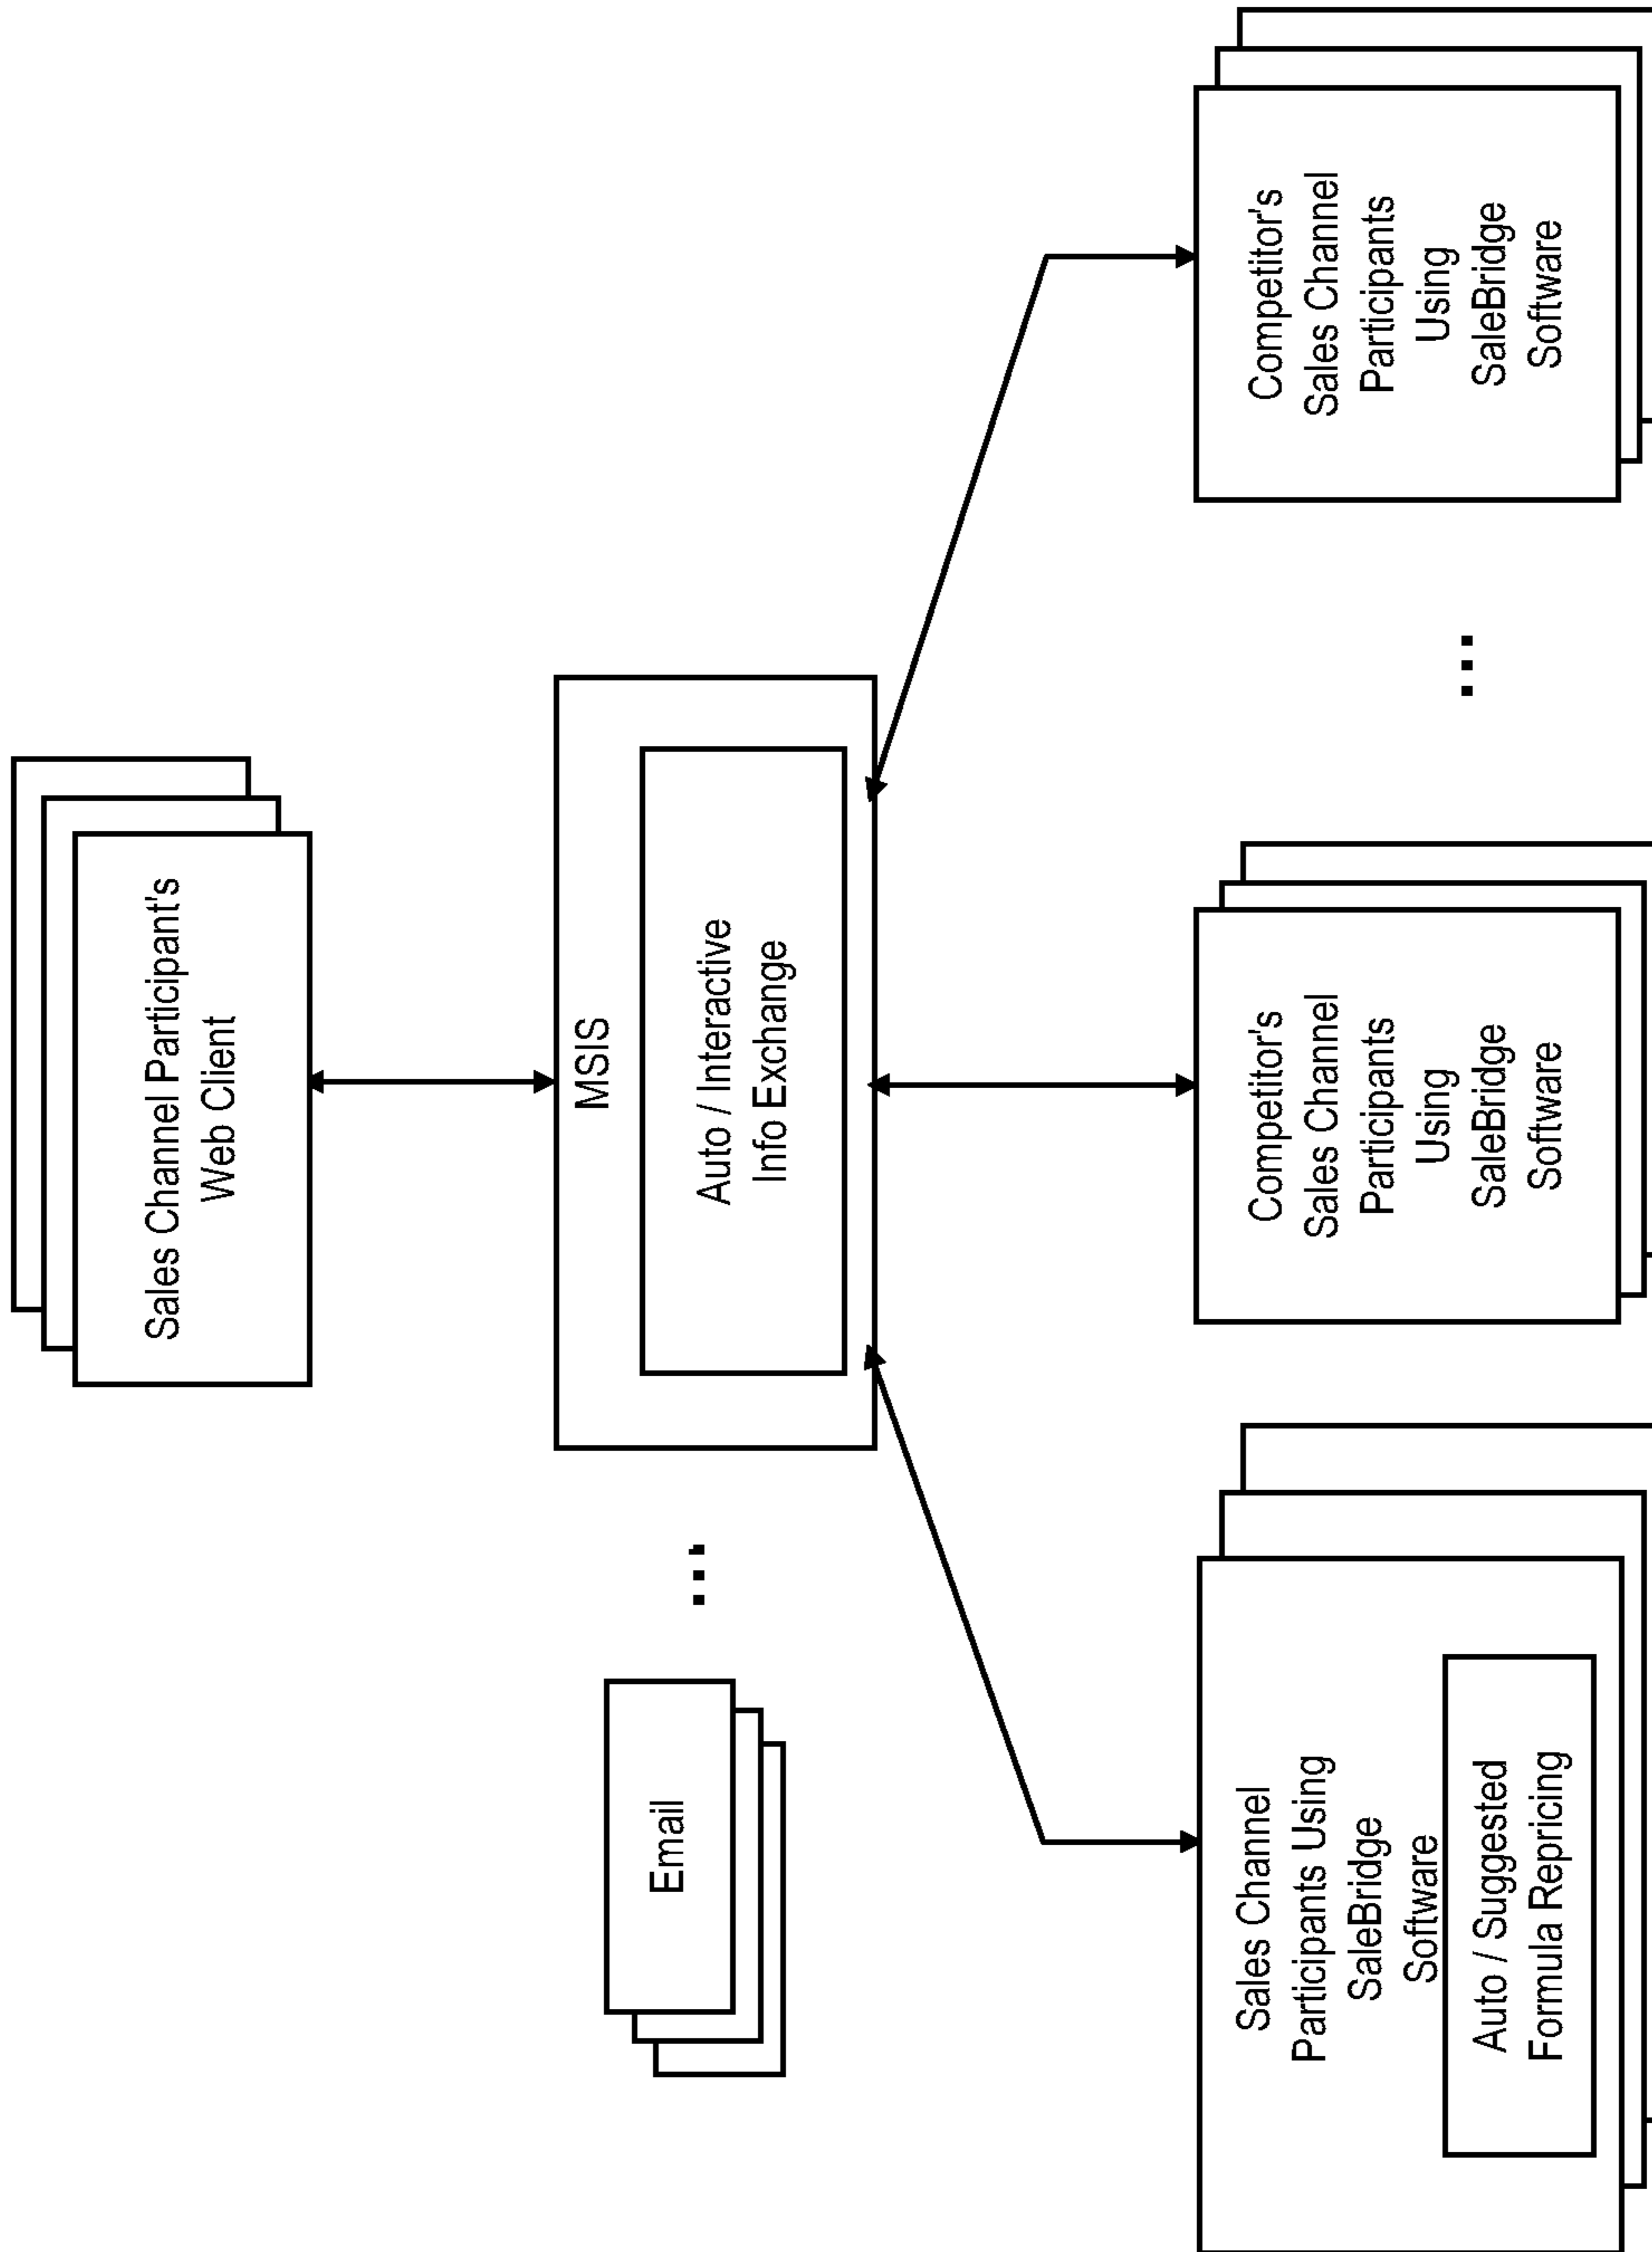 Sales Channel Participant's
Web Client
Email
...
MSIS
Auto / Interactive
Info Exchange
Sales Channel
Participants Using
SaleBridge
Software
Auto / Suggested
Formula Repricing
Competitor's
Sales Channel
Participants
Using
SaleBridge
Software
...
Competitor's
Sales Channel
Participants
Using
SaleBridge
Software